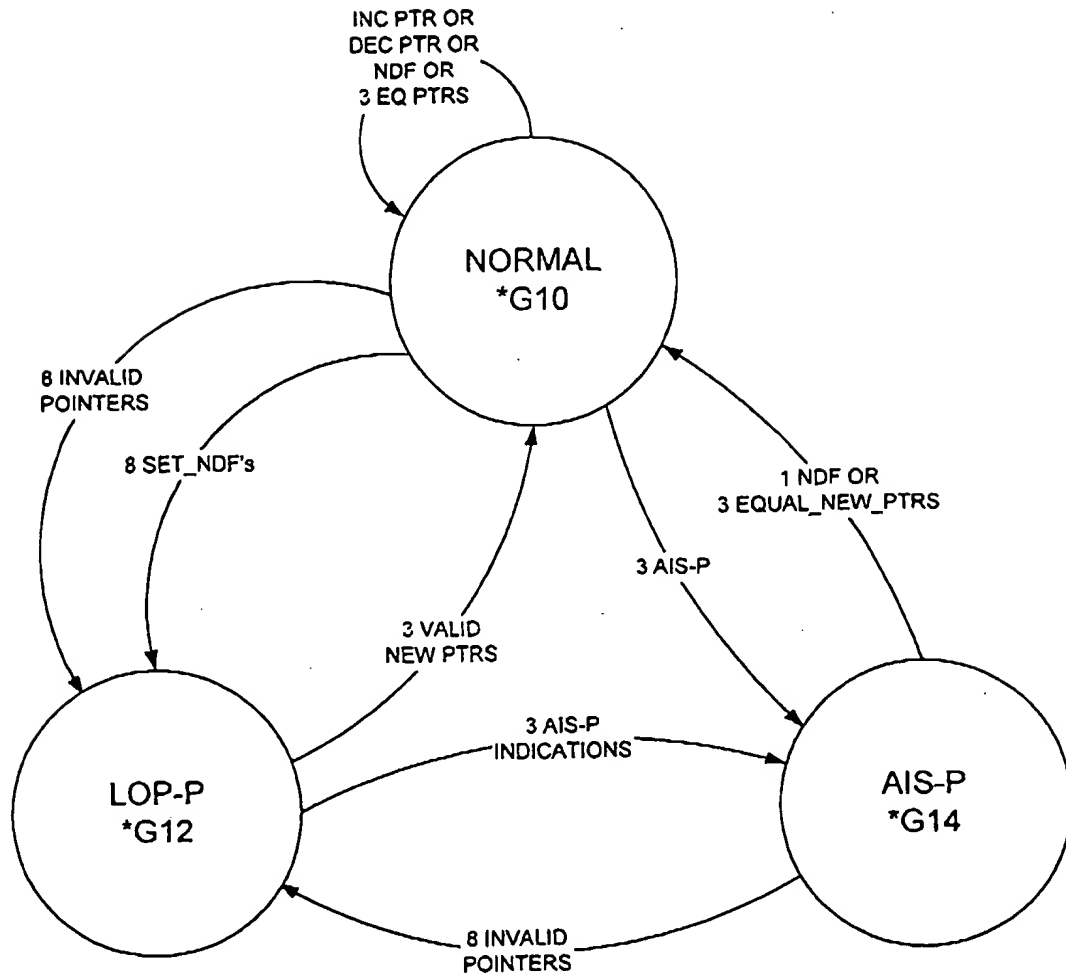 INC PTR OR
DEC PTR OR
NDF OR
3 EQ PTRS
NORMAL
*G10
8 INVALID
POINTERS
8 SET_NDF's
1 NDF OR
3 EQUAL_NEW_PTRS
3 AIS-P
3 VALID
NEW PTRS
3 AIS-P
INDICATIONS
LOP-P
*G12
AIS-P
*G14
8 INVALID
POINTERS